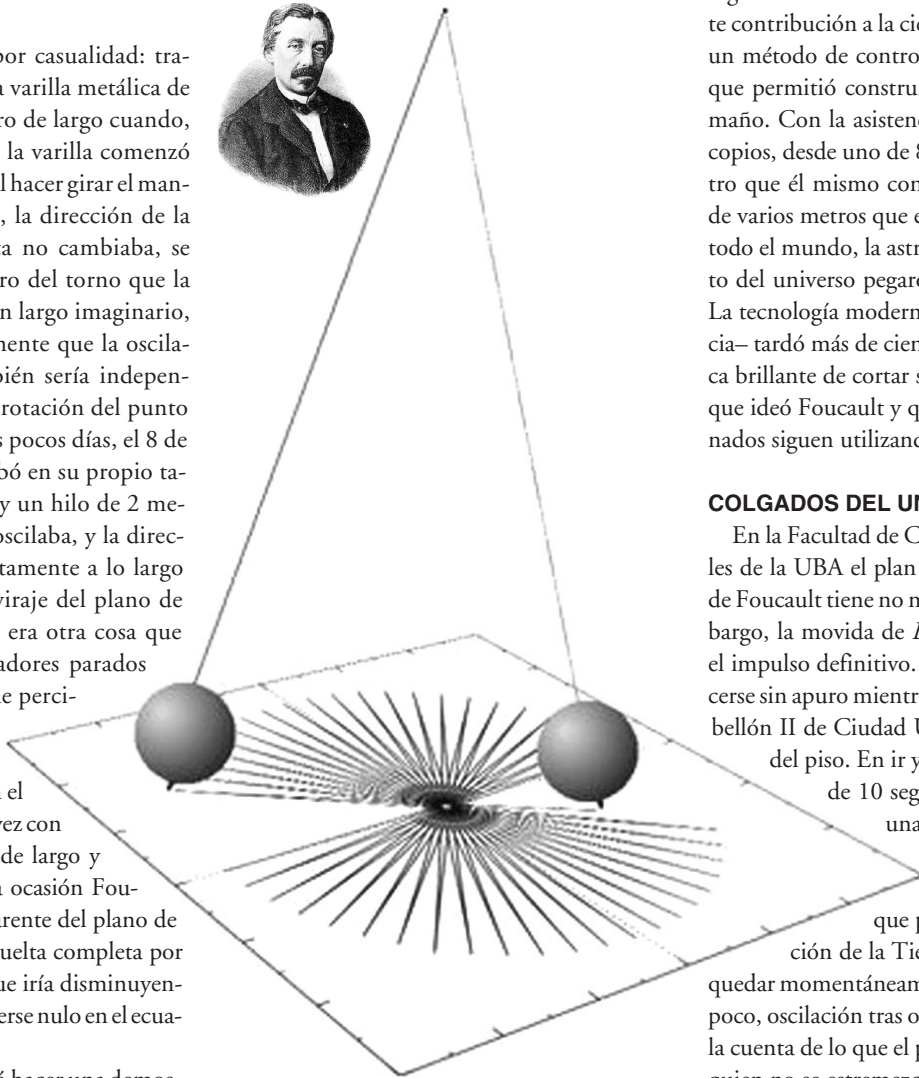 por casualidad: tra-
varilla metálica de
ro de largo cuando,
la varilla comenzó
l hacer girar el man-
, la dirección de la
ta no cambiaba, se
ro del torno que la
n largo imaginario,
mente que la oscila-
bién sería indepen-
rotación del punto
s pocos días, el 8 de
bó en su propio ta-
y un hilo de 2 me-
oscilaba, y la direc-
tamente a lo largo
viraje del plano de
era otra cosa que
adores parados
e perci-
el
vez con
de largo y
a ocasión Fou-
arente del plano de
uelta completa por
ue iría disminuyen-
erse nulo en el ecua-
hacer una demos-
te contribución a la cie
un método de contro
que permitió constru
maño. Con la asisten
copios, desde uno de 8
tro que él mismo con
de varios metros que e
todo el mundo, la astr
to del universo pegaro
La tecnología modern
cia– tardó más de cien
ca brillante de cortar s
que ideó Foucault y q
nados siguen utilizand
COLGADOS DEL UN
En la Facultad de C
les de la UBA el plan
de Foucault tiene no m
bargo, la movida de
el impulso definitivo.
cerse sin apuro mientr
bellón II de Ciudad U
del piso. En ir y
de 10 seg
una
que p
ción de la Tie
quedar momentáneam
poco, oscilación tras o
la cuenta de lo que el p